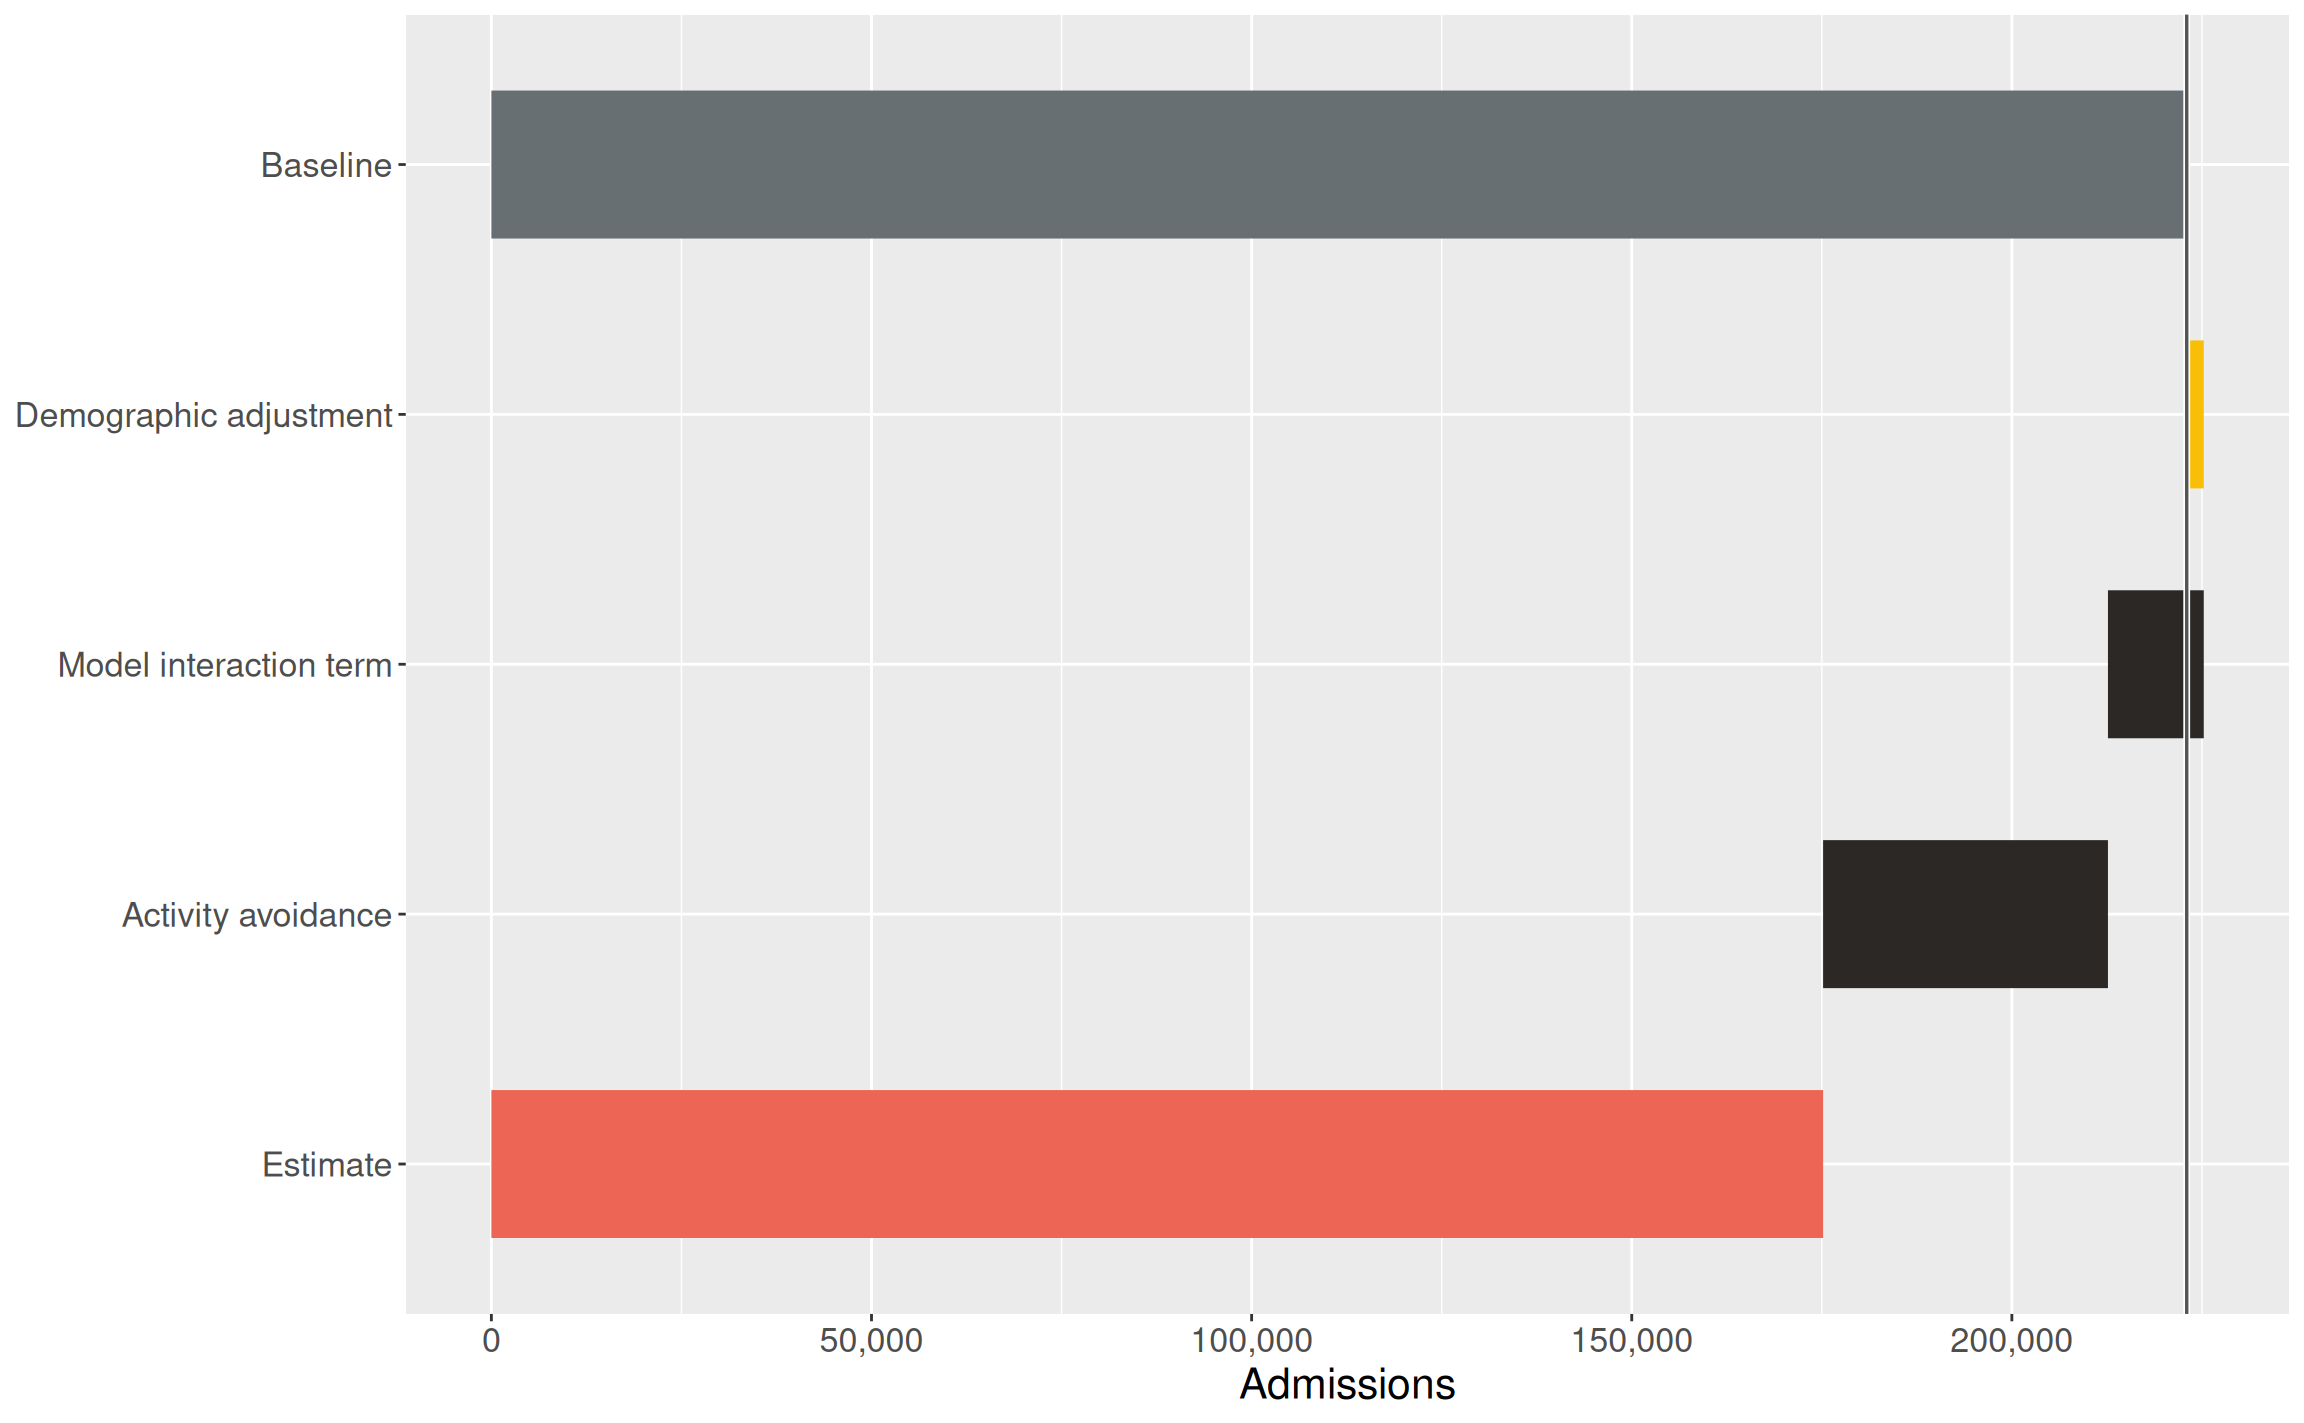 Baseline
Demographic adjustment
Model interaction term
Activity avoidance
Estimate
0 50,000 100,000 150,000 200,000
Admissions